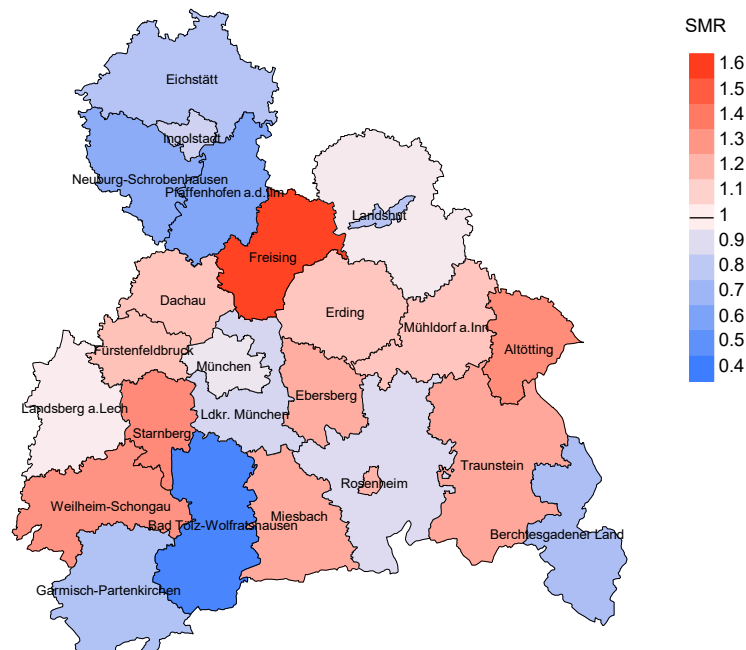 SMR
1.6
1.5
1.4
1.3
1.2
1.1
1
0.9
0.8
0.7
0.6
0.5
0.4
Eichstätt
Ingolstadt
Neuburg-Schrobenhausen
Pfaffenhofen a.d.Ilm
Landshut
Freising
Dachau
Erding
Mühldorf a.Inn
Altötting
Fürstenfeldbruck
München
Ebersberg
Landsberg a.Lech
Ldkr. München
Starnberg
Traunstein
Rosenheim
Weilheim-Schongau
Miesbach
Bad Tölz-Wolfratshausen
Berchtesgadener Land
Garmisch-Partenkirchen